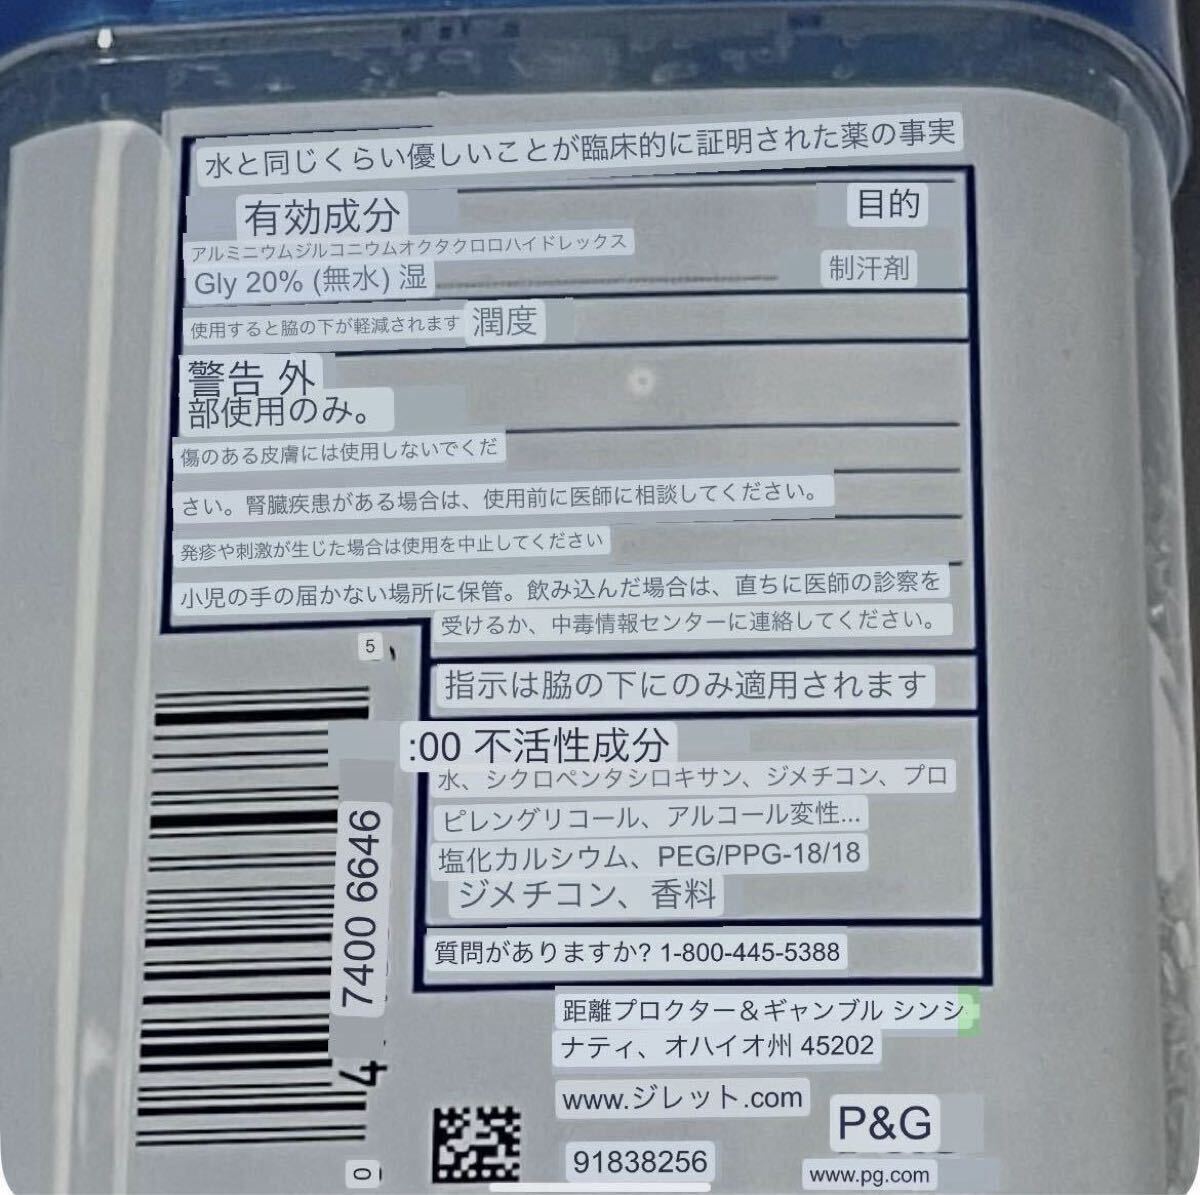 水と同じくらい優しいことが臨床的に証明された薬の事実
有効成分
目的
アルミニウムジルコニウムオクタクロロハイドレックス
Gly 20% (無水) 湿
制汗剤
使用すると脇の下が軽減されます 潤度
警告 外
部使用のみ。
傷のある皮膚には使用しないでくだ
さい。腎臓疾患がある場合は、使用前に医師に相談してください。
発疹や刺激が生じた場合は使用を中止してください
小児の手の届かない場所に保管。飲み込んだ場合は、直ちに医師の診察を
受けるか、中毒情報センターに連絡してください。
5
指示は脇の下にのみ適用されます
:00 不活性成分
水、シクロペンタシロキサン、ジメチコン、プロ
ピレングリコール、アルコール変性...
塩化カルシウム、PEG/PPG-18/18
ジメチコン、香料
7400 6646
4
0
質問がありますか? 1-800-445-5388
距離プロクター＆ギャンブル シンシ
ナティ、オハイオ州 45202
www.ジレット.com
P&G
91838256
www.pg.com